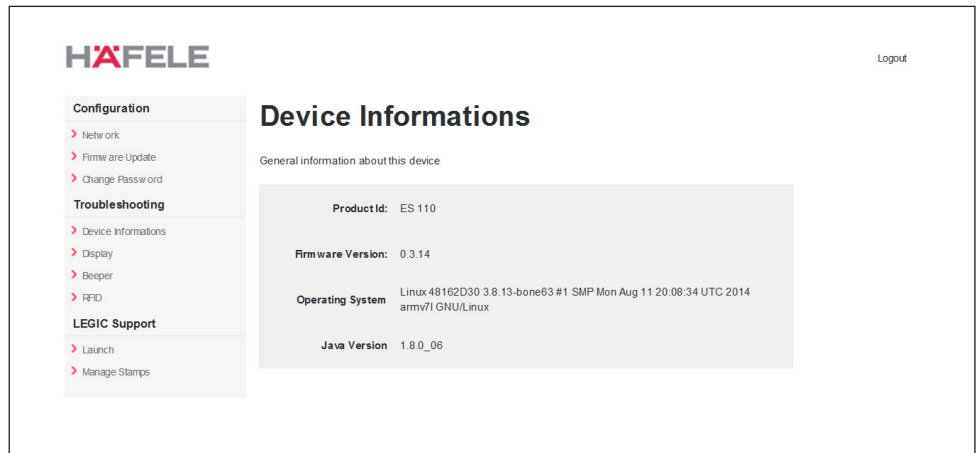 HÄFELE
Logout
Configuration
Network
Firmware Update
Change Password
Troubleshooting
Device Informations
Display
Beeper
RFID
LEGIC Support
Launch
Manage Stamps
Device Informations
General information about this device
Product Id: ES 110
Firmware Version: 0.3.14
Operating System Linux 48162D30 3.8.13-bone63 #1 SMP Mon Aug 11 20:08:34 UTC 2014
armv7l GNU/Linux
Java Version 1.8.0_06